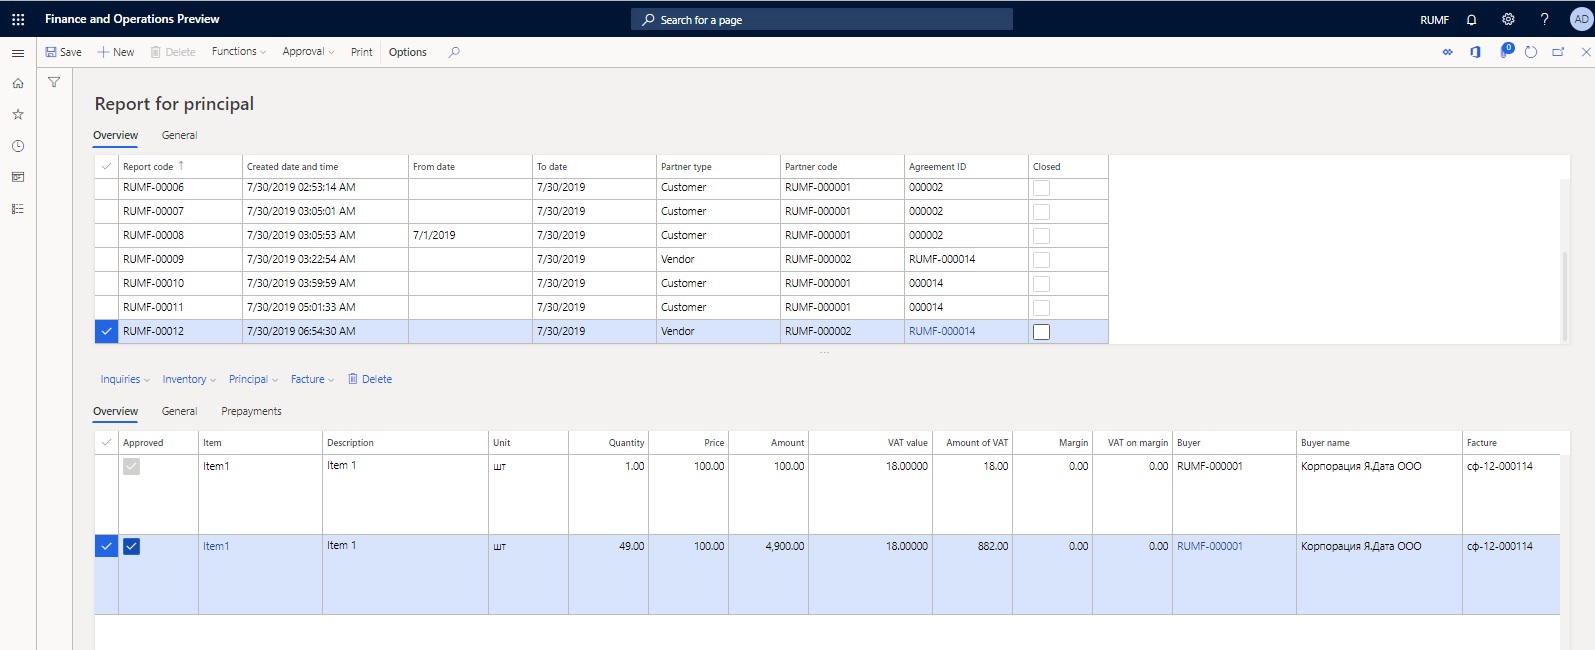 Finance and Operations Preview Search for a page RUMF ? AD
Save New Delete Functions Approval Print Options 0
Report for principal
Overview General
Report code ↑ Created date and time From date To date Partner type Partner code Agreement ID Closed
RUMF-00006 7/30/2019 02:53:14 AM 7/30/2019 Customer RUMF-000001 000002
RUMF-00007 7/30/2019 03:05:01 AM 7/30/2019 Customer RUMF-000001 000002
RUMF-00008 7/30/2019 03:05:53 AM 7/1/2019 7/30/2019 Customer RUMF-000001 000002
RUMF-00009 7/30/2019 03:22:54 AM 7/30/2019 Vendor RUMF-000002 RUMF-000014
RUMF-00010 7/30/2019 03:59:59 AM 7/30/2019 Customer RUMF-000001 000014
RUMF-00011 7/30/2019 05:01:33 AM 7/30/2019 Customer RUMF-000001 000014
RUMF-00012 7/30/2019 06:54:30 AM 7/30/2019 Vendor RUMF-000002 RUMF-000014
Inquiries Inventory Principal Facture Delete
Overview General Prepayments
Approved Item Description Unit Quantity Price Amount VAT value Amount of VAT Margin VAT on margin Buyer Buyer name Facture
Item1 Item 1 шт 1.00 100.00 100.00 18.00000 18.00 0.00 0.00 RUMF-000001 Корпорация Я.Дата ООО сф-12-000114
Item1 Item 1 шт 49.00 100.00 4,900.00 18.00000 882.00 0.00 0.00 RUMF-000001 Корпорация Я.Дата ООО сф-12-000114